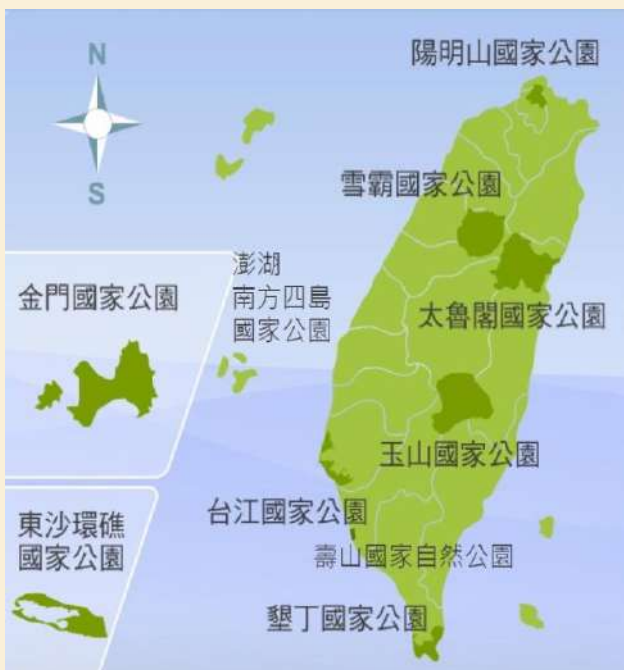 陽明山國家公園
N
S
雪霸國家公園
澎湖
南方四島
國家公園
金門國家公園
太魯閣國家公園
玉山國家公園
台江國家公園
東沙環礁
國家公園
壽山國家自然公園
墾丁國家公園